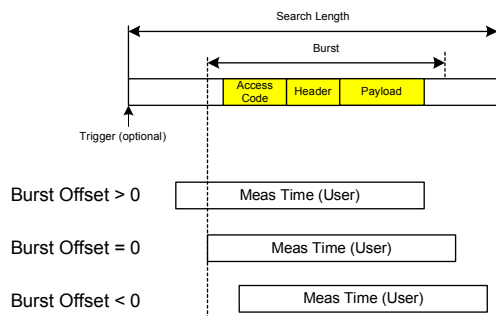 Search Length
Burst
Access
Code
Header
Payload
Trigger (optional)
Burst Offset > 0
Meas Time (User)
Burst Offset = 0
Meas Time (User)
Burst Offset < 0
Meas Time (User)